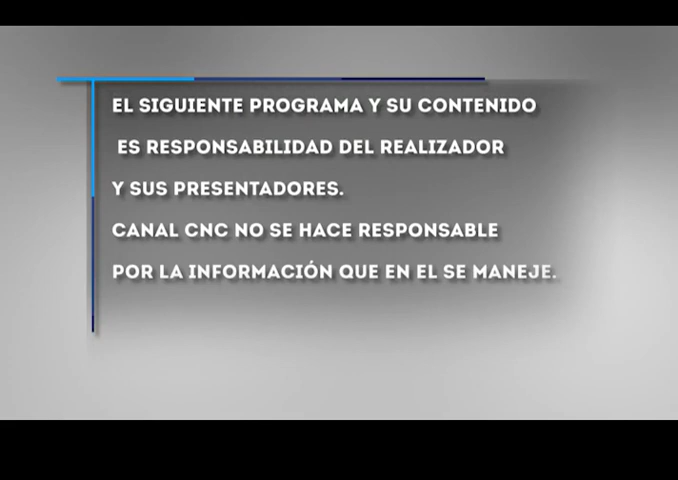 EL SIGUIENTE PROGRAMA Y SU CONTENIDO
ES RESPONSABILIDAD DEL REALIZADOR
Y SUS PRESENTADORES.
CANAL CNC NO SE HACE RESPONSABLE
POR LA INFORMACIÓN QUE EN EL SE MANEJE.